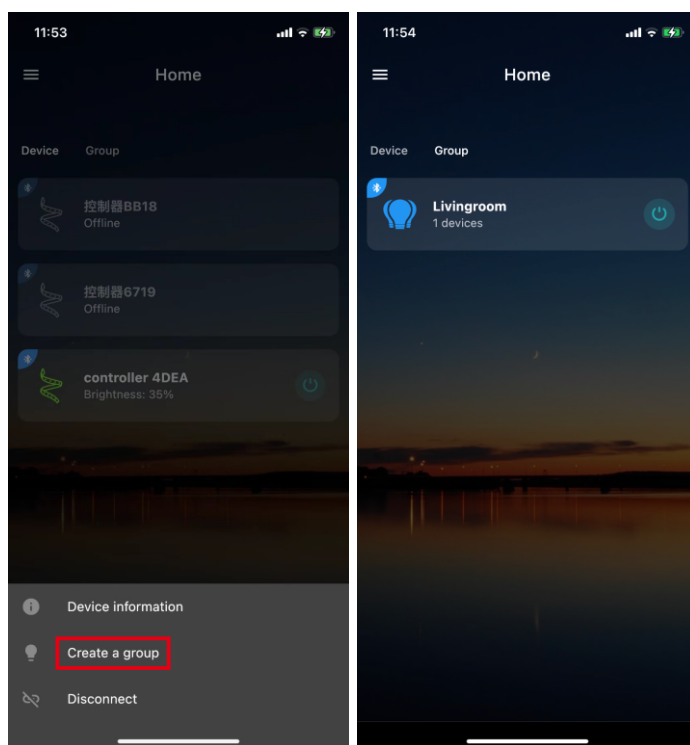 11:53
Home
Device Group
控制器BB18
Offline
控制器6719
Offline
controller 4DEA
Brightness: 35%
Device information
Create a group
Disconnect
11:54
Home
Device Group
Livingroom
1 devices